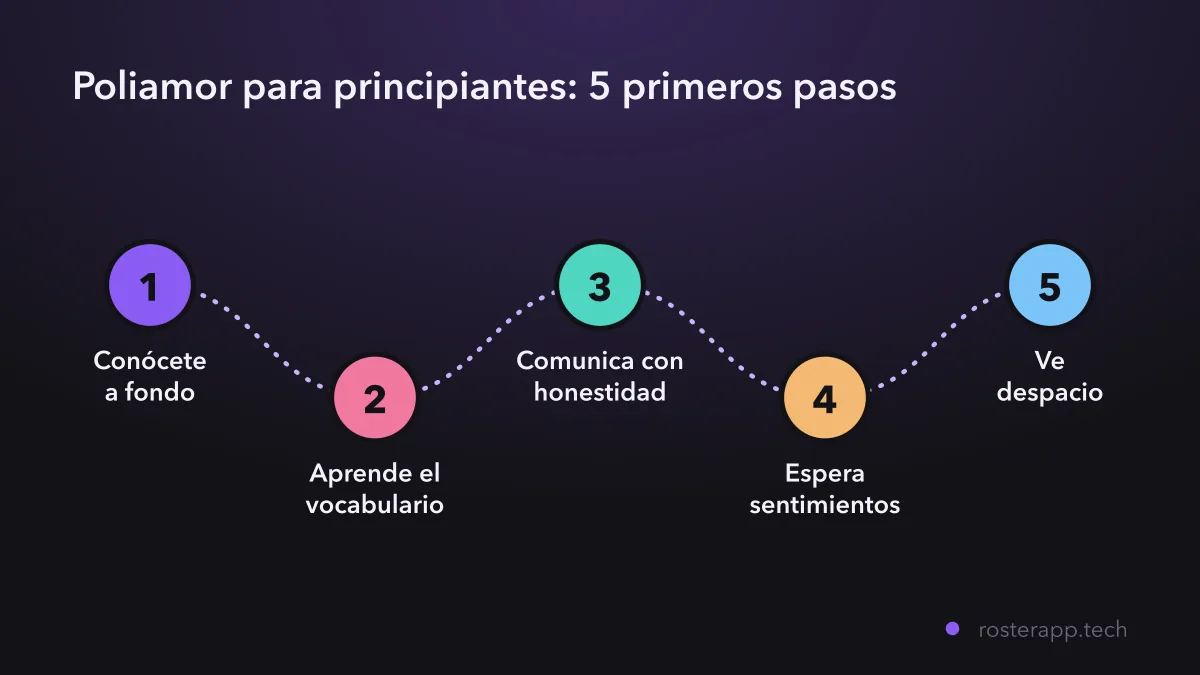 Poliamor para principiantes: 5 primeros pasos
1
Conócete
a fondo
2
Aprende el
vocabulario
3
Comunica con
honestidad
4
Espera
sentimientos
5
Ve
despacio
rosterapp.tech